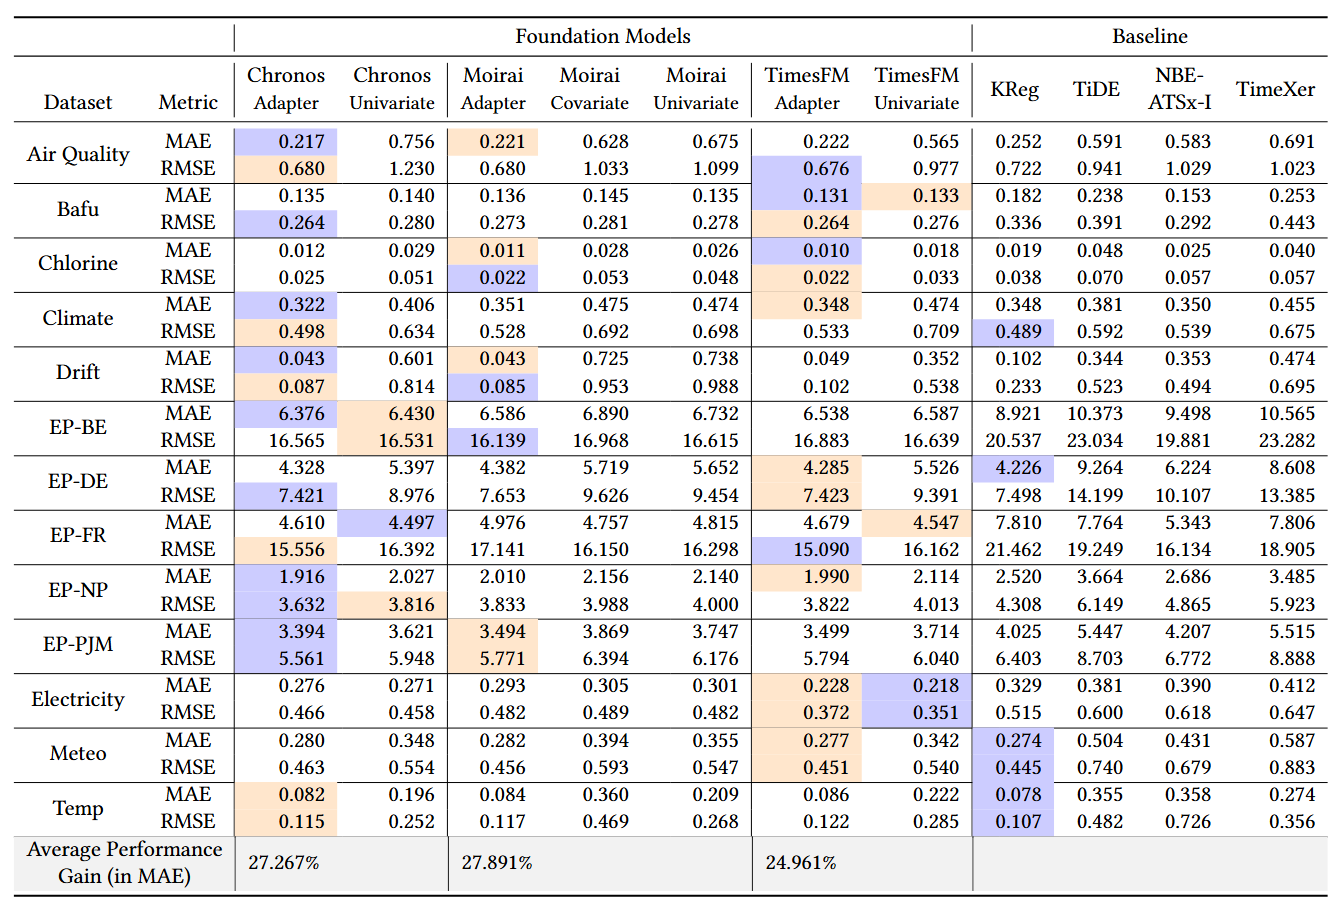 Foundation Models Baseline
Dataset Metric Chronos Adapter Chronos Univariate Moirai Adapter Moirai Covariate Moirai Univariate TimesFM Adapter TimesFM Univariate KReg TiDE NBE-ATSx-I TimeXer
Air Quality MAE 0.217 0.756 0.221 0.628 0.675 0.222 0.565 0.252 0.591 0.583 0.691
RMSE 0.680 1.230 0.680 1.033 1.099 0.676 0.977 0.722 0.941 1.029 1.023
Bafu MAE 0.135 0.140 0.136 0.145 0.135 0.131 0.133 0.182 0.238 0.153 0.253
RMSE 0.264 0.280 0.273 0.281 0.278 0.264 0.276 0.336 0.391 0.292 0.443
Chlorine MAE 0.012 0.029 0.011 0.028 0.026 0.010 0.018 0.019 0.048 0.025 0.040
RMSE 0.025 0.051 0.022 0.053 0.048 0.022 0.033 0.038 0.070 0.057 0.057
Climate MAE 0.322 0.406 0.351 0.475 0.474 0.348 0.474 0.348 0.381 0.350 0.455
RMSE 0.498 0.634 0.528 0.692 0.698 0.533 0.709 0.489 0.592 0.539 0.675
Drift MAE 0.043 0.601 0.043 0.725 0.738 0.049 0.352 0.102 0.344 0.353 0.474
RMSE 0.087 0.814 0.085 0.953 0.988 0.102 0.538 0.233 0.523 0.494 0.695
EP-BE MAE 6.376 6.430 6.586 6.890 6.732 6.538 6.587 8.921 10.373 9.498 10.565
RMSE 16.565 16.531 16.139 16.968 16.615 16.883 16.639 20.537 23.034 19.881 23.282
EP-DE MAE 4.328 5.397 4.382 5.719 5.652 4.285 5.526 4.226 9.264 6.224 8.608
RMSE 7.421 8.976 7.653 9.626 9.454 7.423 9.391 7.498 14.199 10.107 13.385
EP-FR MAE 4.610 4.497 4.976 4.757 4.815 4.679 4.547 7.810 7.764 5.343 7.806
RMSE 15.556 16.392 17.141 16.150 16.298 15.090 16.162 21.462 19.249 16.134 18.905
EP-NP MAE 1.916 2.027 2.010 2.156 2.140 1.990 2.114 2.520 3.664 2.686 3.485
RMSE 3.632 3.816 3.833 3.988 4.000 3.822 4.013 4.308 6.149 4.865 5.923
EP-PJM MAE 3.394 3.621 3.494 3.869 3.747 3.499 3.714 4.025 5.447 4.207 5.515
RMSE 5.561 5.948 5.771 6.394 6.176 5.794 6.040 6.403 8.703 6.772 8.888
Electricity MAE 0.276 0.271 0.293 0.305 0.301 0.228 0.218 0.329 0.381 0.390 0.412
RMSE 0.466 0.458 0.482 0.489 0.482 0.372 0.351 0.515 0.600 0.618 0.647
Meteo MAE 0.280 0.348 0.282 0.394 0.355 0.277 0.342 0.274 0.504 0.431 0.587
RMSE 0.463 0.554 0.456 0.593 0.547 0.451 0.540 0.445 0.740 0.679 0.883
Temp MAE 0.082 0.196 0.084 0.360 0.209 0.086 0.222 0.078 0.355 0.358 0.274
RMSE 0.115 0.252 0.117 0.469 0.268 0.122 0.285 0.107 0.482 0.726 0.356
Average Performance
Gain (in MAE) 27.267% 27.891% 24.961%